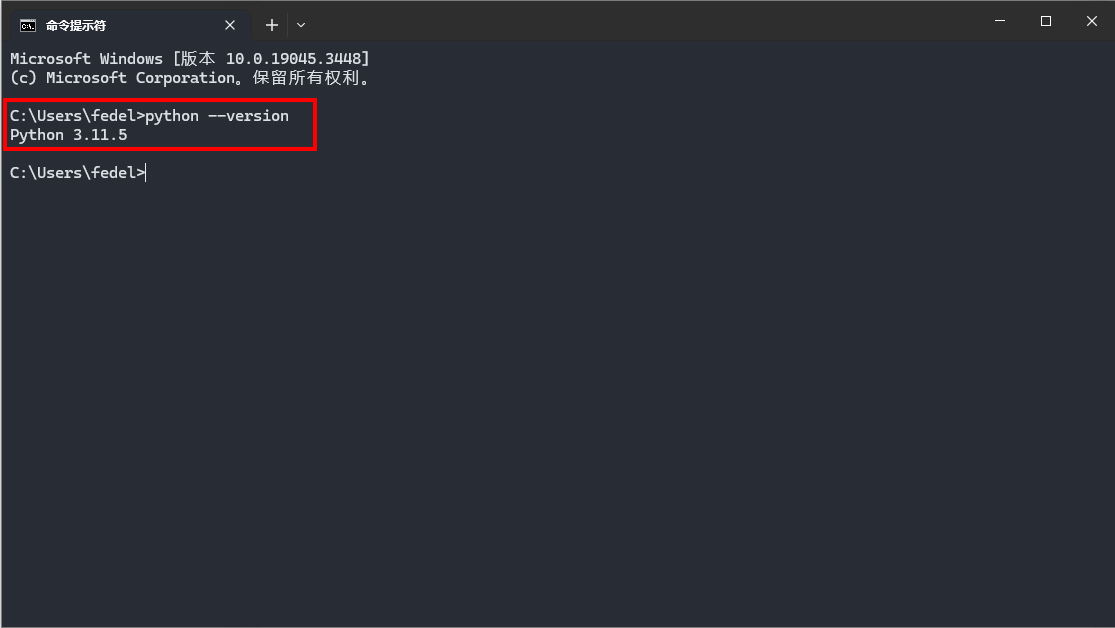 命令提示符
Microsoft Windows [版本 10.0.19045.3448]
(c) Microsoft Corporation。保留所有权利。
C:\Users\fedel>python --version
Python 3.11.5
C:\Users\fedel>